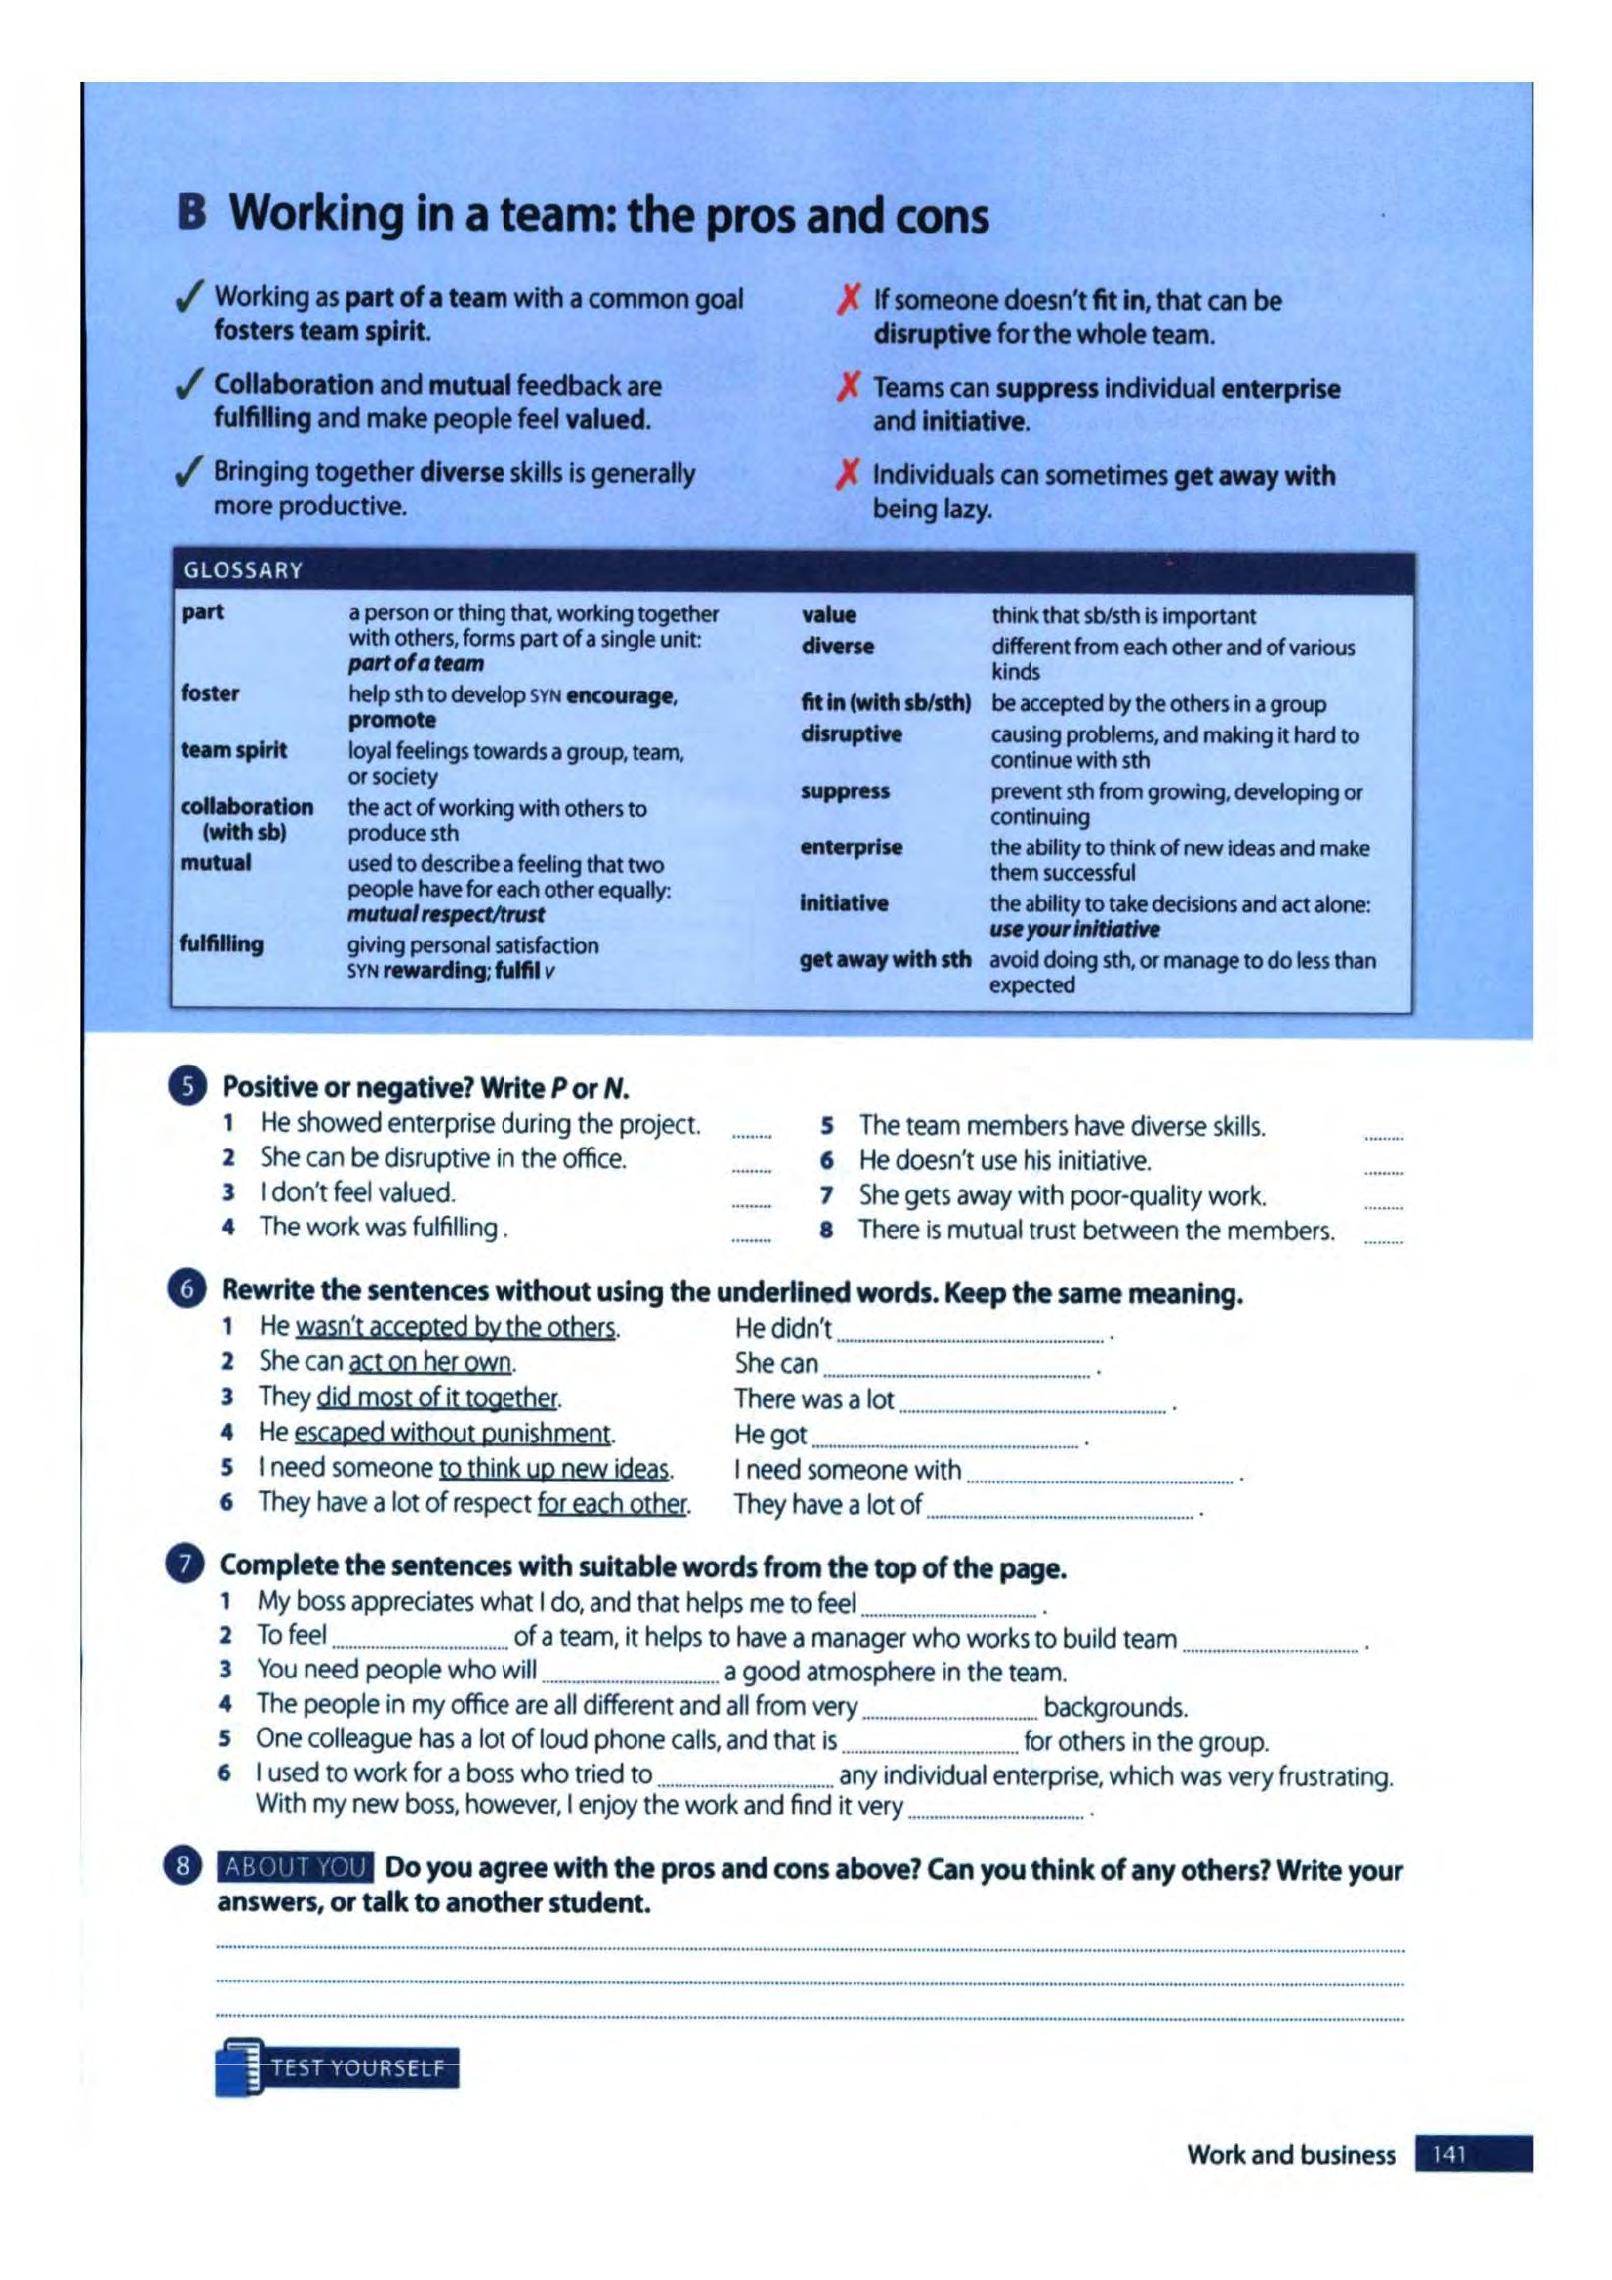 B Working in a team: the pros and cons
✓ Working as part of a team with a common goal
fosters team spirit.
✓ Collaboration and mutual feedback are
fulfilling and make people feel valued.
✓ Bringing together diverse skills is generally
more productive.
✗ If someone doesn't fit in, that can be
disruptive for the whole team.
✗ Teams can suppress individual enterprise
and initiative.
✗ Individuals can sometimes get away with
being lazy.
GLOSSARY
part a person or thing that, working together
with others, forms part of a single unit:
part of a team
foster help sth to develop SYN encourage,
promote
team spirit loyal feelings towards a group, team,
or society
collaboration the act of working with others to
(with sb) produce sth
mutual used to describe a feeling that two
people have for each other equally:
mutual respect/trust
fulfilling giving personal satisfaction
SYN rewarding; fulfil v
value think that sb/sth is important
diverse different from each other and of various
kinds
fit in (with sb/sth) be accepted by the others in a group
disruptive causing problems, and making it hard to
continue with sth
suppress prevent sth from growing, developing or
continuing
enterprise the ability to think of new ideas and make
them successful
initiative the ability to take decisions and act alone:
use your initiative
get away with sth avoid doing sth, or manage to do less than
expected
5 Positive or negative? Write P or N.
1 He showed enterprise during the project. ........
2 She can be disruptive in the office. ........
3 I don't feel valued. ........
4 The work was fulfilling. ........
5 The team members have diverse skills. ........
6 He doesn't use his initiative. ........
7 She gets away with poor-quality work. ........
8 There is mutual trust between the members. ........
6 Rewrite the sentences without using the underlined words. Keep the same meaning.
1 He wasn't accepted by the others. He didn't ........ .
2 She can act on her own. She can ........ .
3 They did most of it together. There was a lot ........ .
4 He escaped without punishment. He got ........ .
5 I need someone to think up new ideas. I need someone with ........ .
6 They have a lot of respect for each other. They have a lot of ........ .
7 Complete the sentences with suitable words from the top of the page.
1 My boss appreciates what I do, and that helps me to feel ........ .
2 To feel ........ of a team, it helps to have a manager who works to build team ........ .
3 You need people who will ........ a good atmosphere in the team.
4 The people in my office are all different and all from very ........ backgrounds.
5 One colleague has a lot of loud phone calls, and that is ........ for others in the group.
6 I used to work for a boss who tried to ........ any individual enterprise, which was very frustrating.
With my new boss, however, I enjoy the work and find it very ........ .
8 ABOUT YOU Do you agree with the pros and cons above? Can you think of any others? Write your
answers, or talk to another student.
TEST YOURSELF
Work and business 141